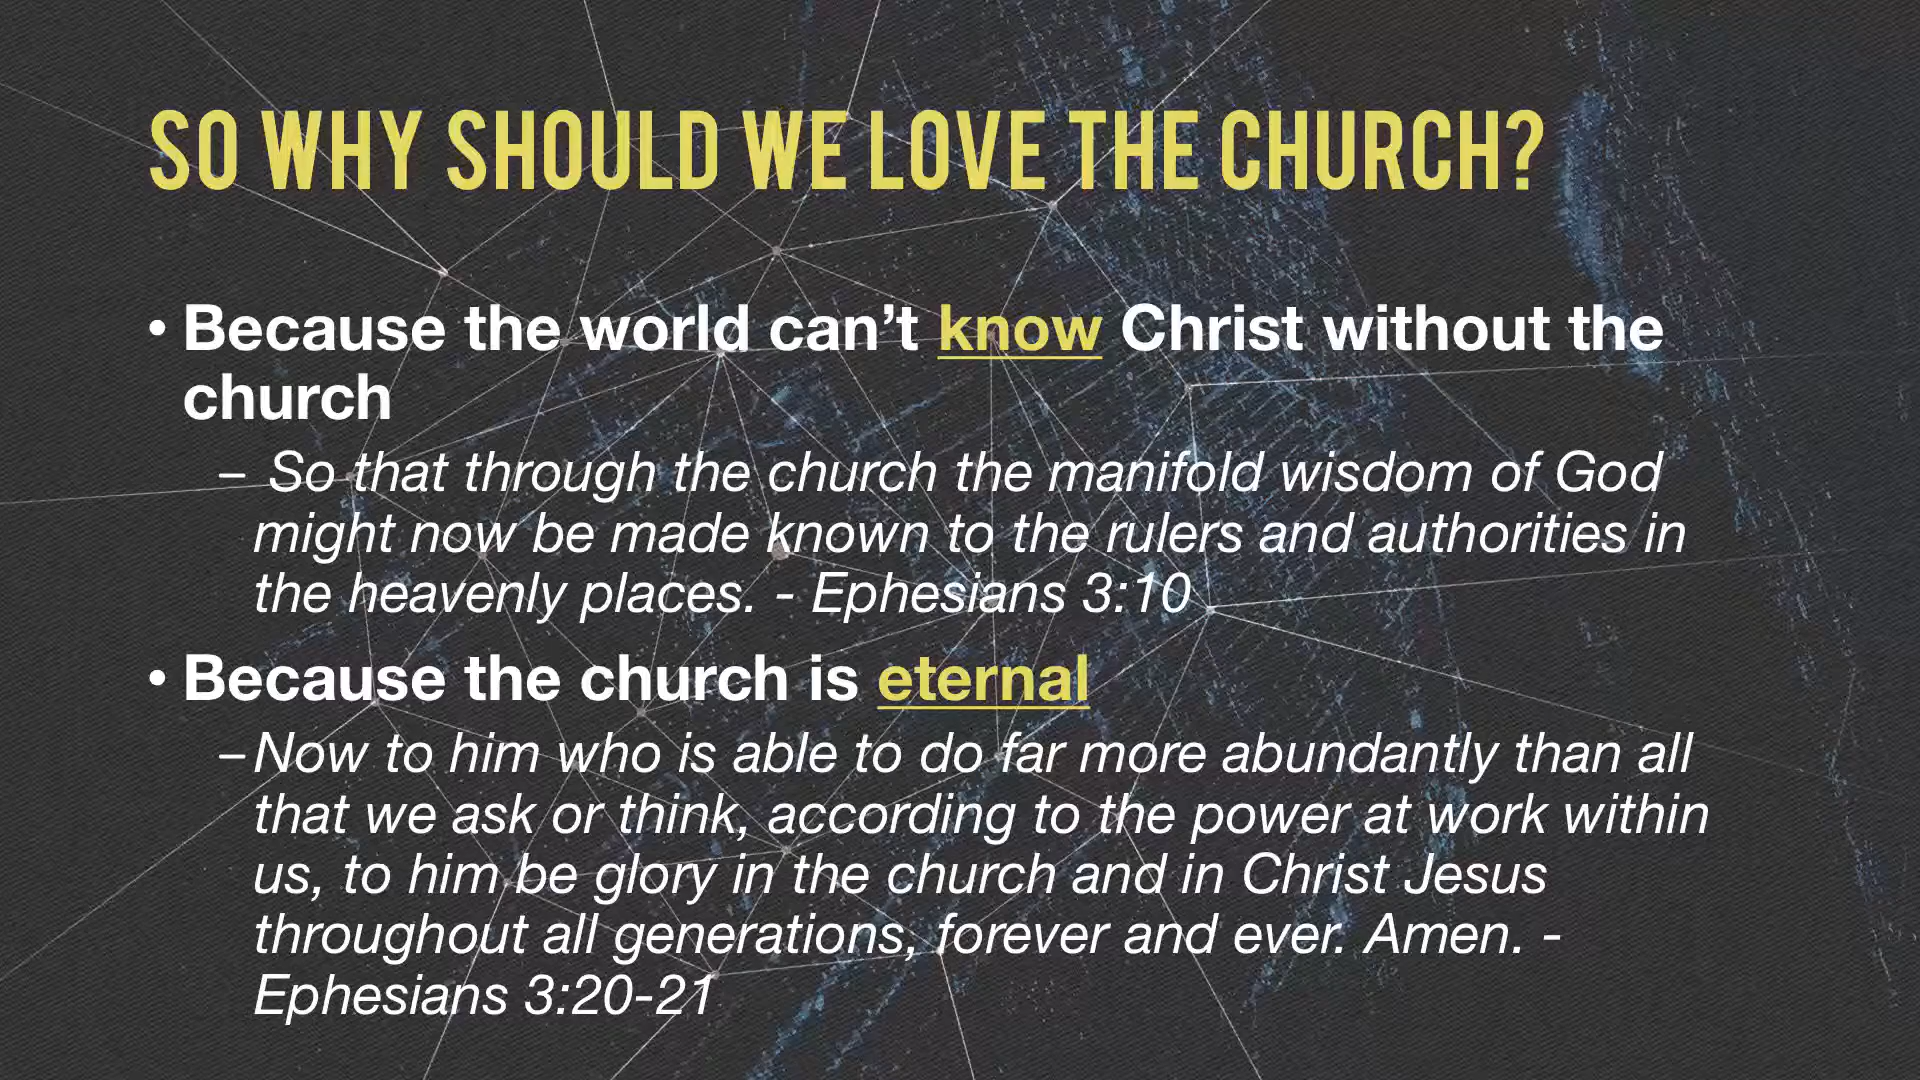 SO WHY SHOULD WE LOVE THE CHURCH?
• Because the world can’t know Christ without the
church
– So that through the church the manifold wisdom of God
might now be made known to the rulers and authorities in
the heavenly places. - Ephesians 3:10
• Because the church is eternal
– Now to him who is able to do far more abundantly than all
that we ask or think, according to the power at work within
us, to him be glory in the church and in Christ Jesus
throughout all generations, forever and ever. Amen. -
Ephesians 3:20-21